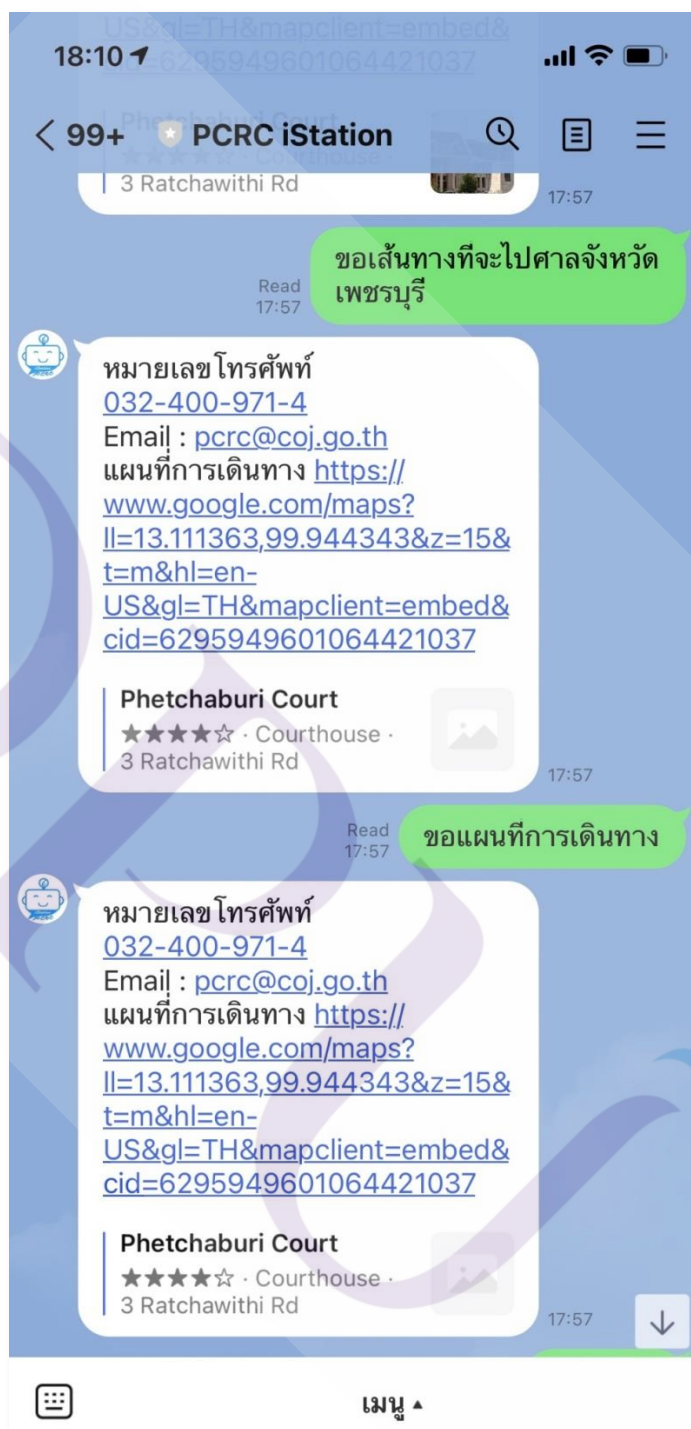 US&gl=TH&mapclient=embed&
18:10
cid=6295949601064421037
< 99+ PCRC iStation
Phetchaburi Court
★★★★☆ · Courthouse ·
3 Ratchawithi Rd
17:57
ขอเส้นทางที่จะไปศาลจังหวัด
เพชรบุรี
Read
17:57
หมายเลขโทรศัพท์
032-400-971-4
Email : pcrc@coj.go.th
แผนที่การเดินทาง https://
www.google.com/maps?
ll=13.111363,99.944343&z=15&
t=m&hl=en-
US&gl=TH&mapclient=embed&
cid=6295949601064421037
Phetchaburi Court
★★★★☆ · Courthouse ·
3 Ratchawithi Rd
17:57
Read
17:57
ขอแผนที่การเดินทาง
หมายเลขโทรศัพท์
032-400-971-4
Email : pcrc@coj.go.th
แผนที่การเดินทาง https://
www.google.com/maps?
ll=13.111363,99.944343&z=15&
t=m&hl=en-
US&gl=TH&mapclient=embed&
cid=6295949601064421037
Phetchaburi Court
★★★★☆ · Courthouse ·
3 Ratchawithi Rd
17:57
เมนู ▴